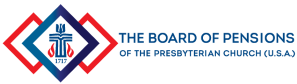 THE BOARD OF PENSIONS
OF THE PRESBYTERIAN CHURCH (U.S.A.)
1717